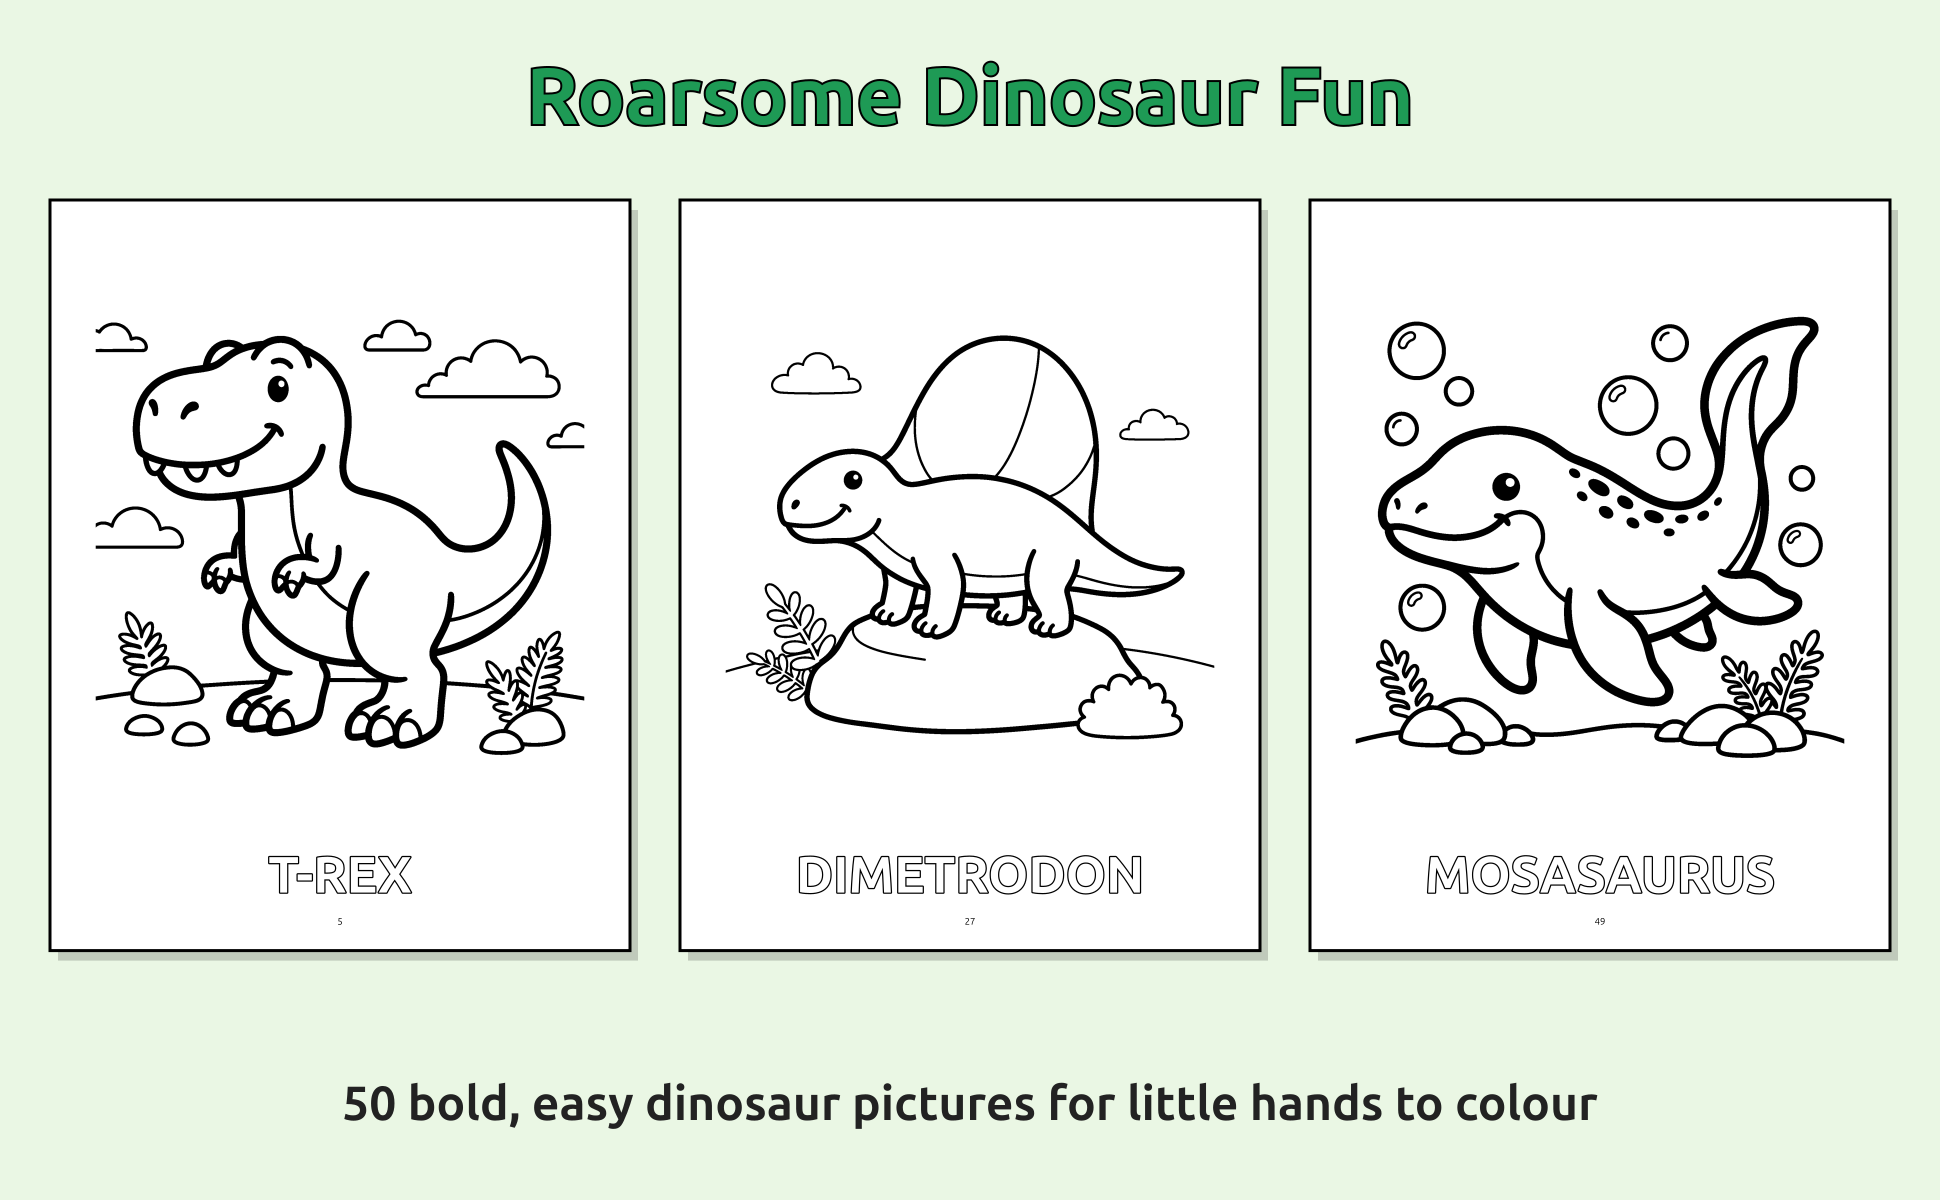 Roarsome Dinosaur Fun
T-REX
5
DIMETRODON
27
MOSASAURUS
49
50 bold, easy dinosaur pictures for little hands to colour